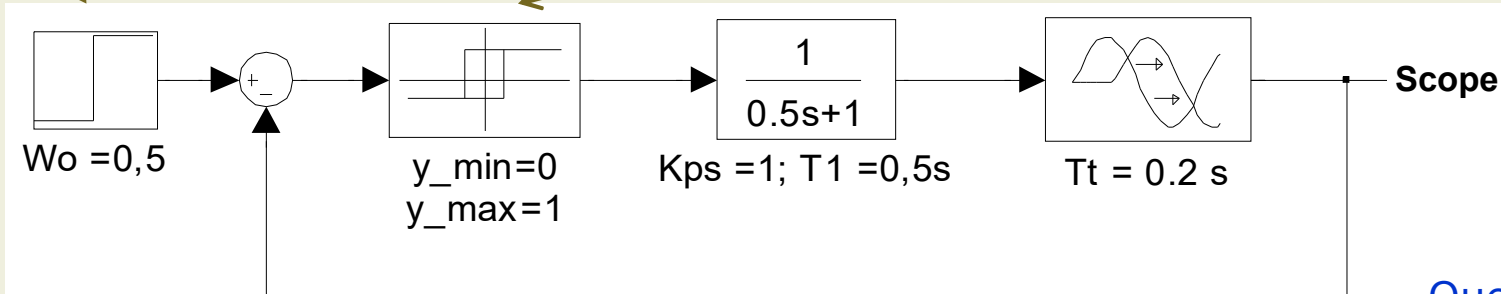 +
−
Wo =0,5
y_min=0
y_max=1
1
0.5s+1
Kps =1; T1 =0,5s
Tt = 0.2 s
Scope